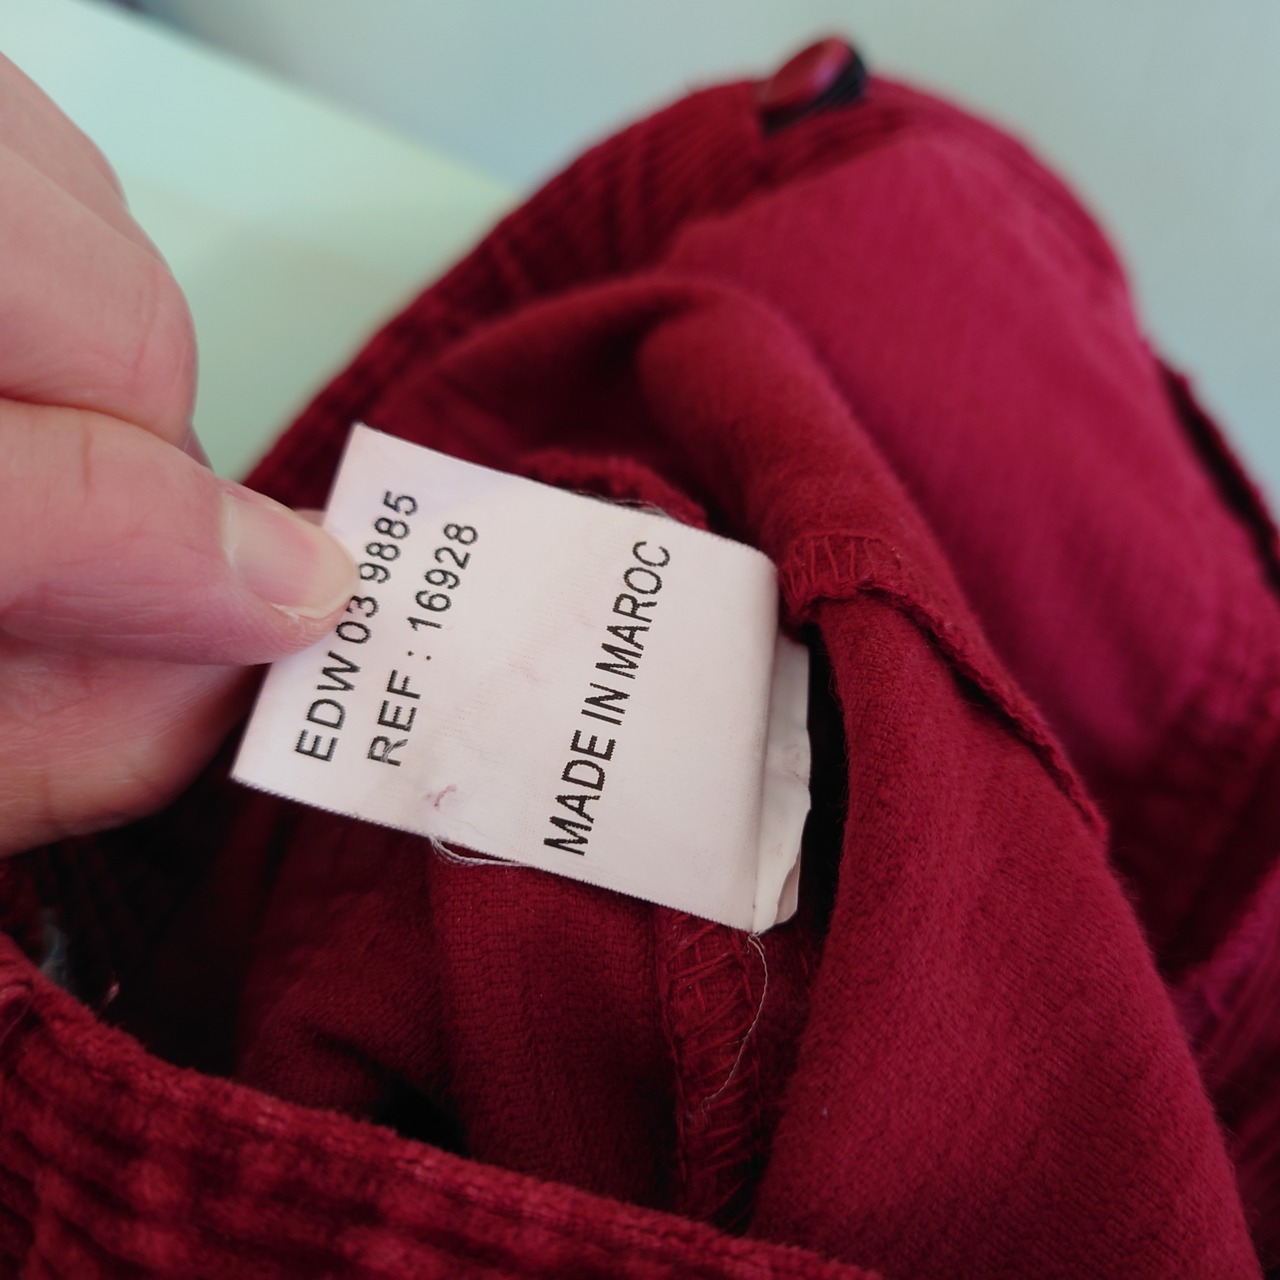 EDW 03 9885
REF : 16928
MADE IN MAROC